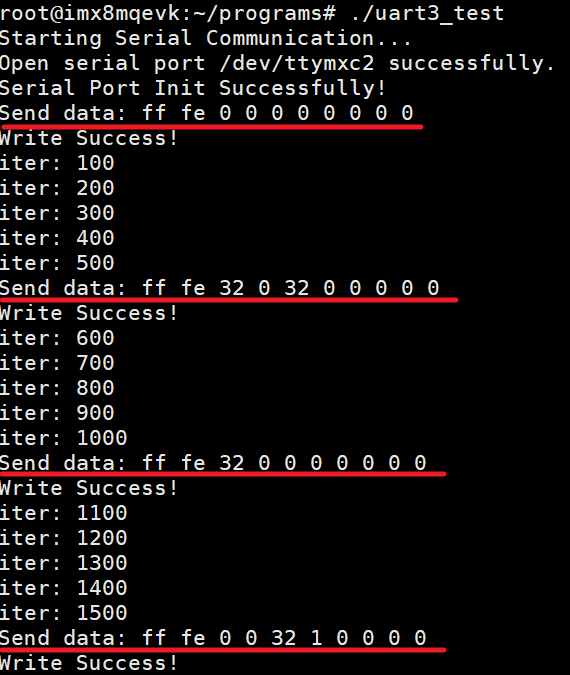 root@imx8mqevk:~/programs# ./uart3_test
Starting Serial Communication...
Open serial port /dev/ttymxc2 successfully.
Serial Port Init Successfully!
Send data: ff fe 0 0 0 0 0 0 0 0
Write Success!
iter: 100
iter: 200
iter: 300
iter: 400
iter: 500
Send data: ff fe 32 0 32 0 0 0 0 0
Write Success!
iter: 600
iter: 700
iter: 800
iter: 900
iter: 1000
Send data: ff fe 32 0 0 0 0 0 0 0
Write Success!
iter: 1100
iter: 1200
iter: 1300
iter: 1400
iter: 1500
Send data: ff fe 0 0 32 1 0 0 0 0
Write Success!